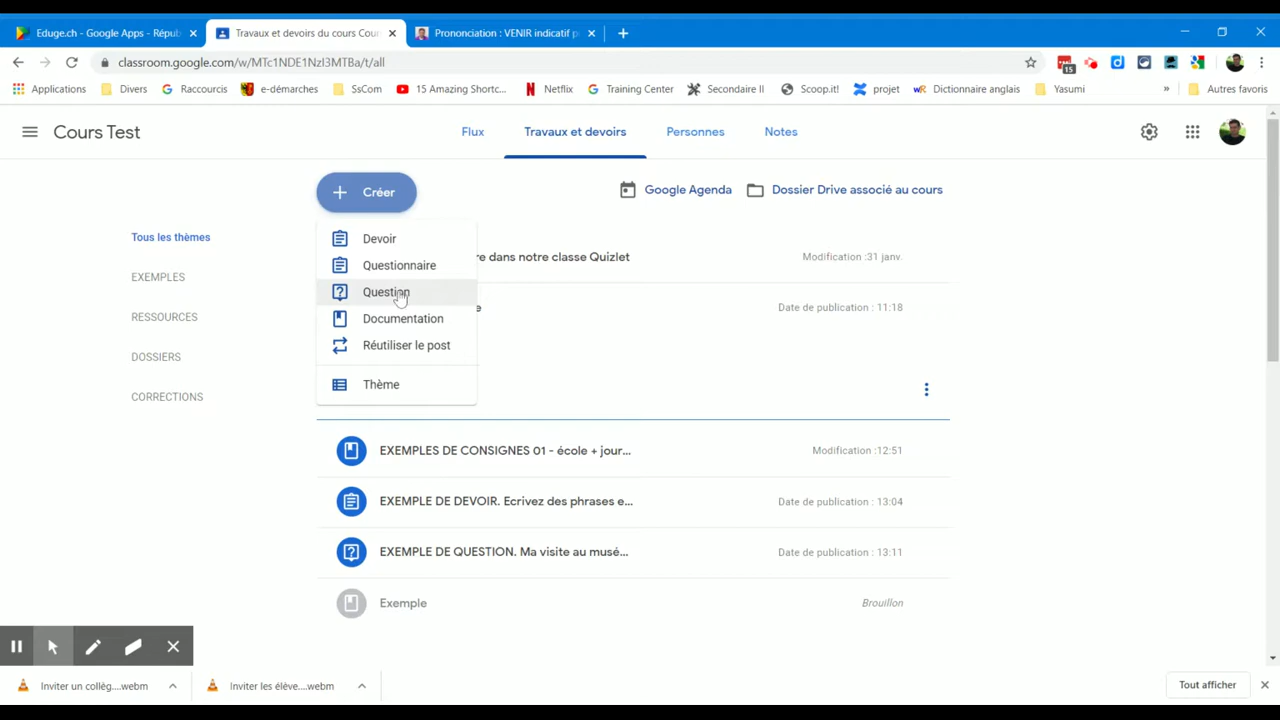 Eduge.ch - Google Apps - Répub
Travaux et devoirs du cours Cour
Prononciation : VENIR indicatif p
classroom.google.com/w/MTc1NDE1NzI3MTBa/t/all
15
Applications
Divers
Raccourcis
e-démarches
SsCom
15 Amazing Shortc...
Netflix
Training Center
Secondaire II
Scoop.it!
projet
Dictionnaire anglais
Yasumi
»
Autres favoris
Cours Test
Flux
Travaux et devoirs
Personnes
Notes
Créer
Google Agenda
Dossier Drive associé au cours
Tous les thèmes
EXEMPLES
RESSOURCES
DOSSIERS
CORRECTIONS
Devoir
Questionnaire
Question
Documentation
Réutiliser le post
Thème
re dans notre classe Quizlet
Modification :31 janv.
e
Date de publication : 11:18
EXEMPLES DE CONSIGNES 01 - école + jour...
Modification :12:51
EXEMPLE DE DEVOIR. Ecrivez des phrases e...
Date de publication : 13:04
EXEMPLE DE QUESTION. Ma visite au musé...
Date de publication : 13:11
Exemple
Brouillon
Inviter un collèg....webm
Inviter les élève....webm
Tout afficher